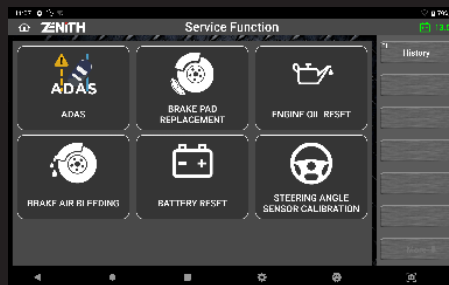 ZENITH
Service Function
History
ADAS
ADAS
BRAKE PAD
REPLACEMENT
ENGINE OIL RESET
BRAKE AIR BLEEDING
BATTERY RESET
STEERING ANGLE
SENSOR CALIBRATION